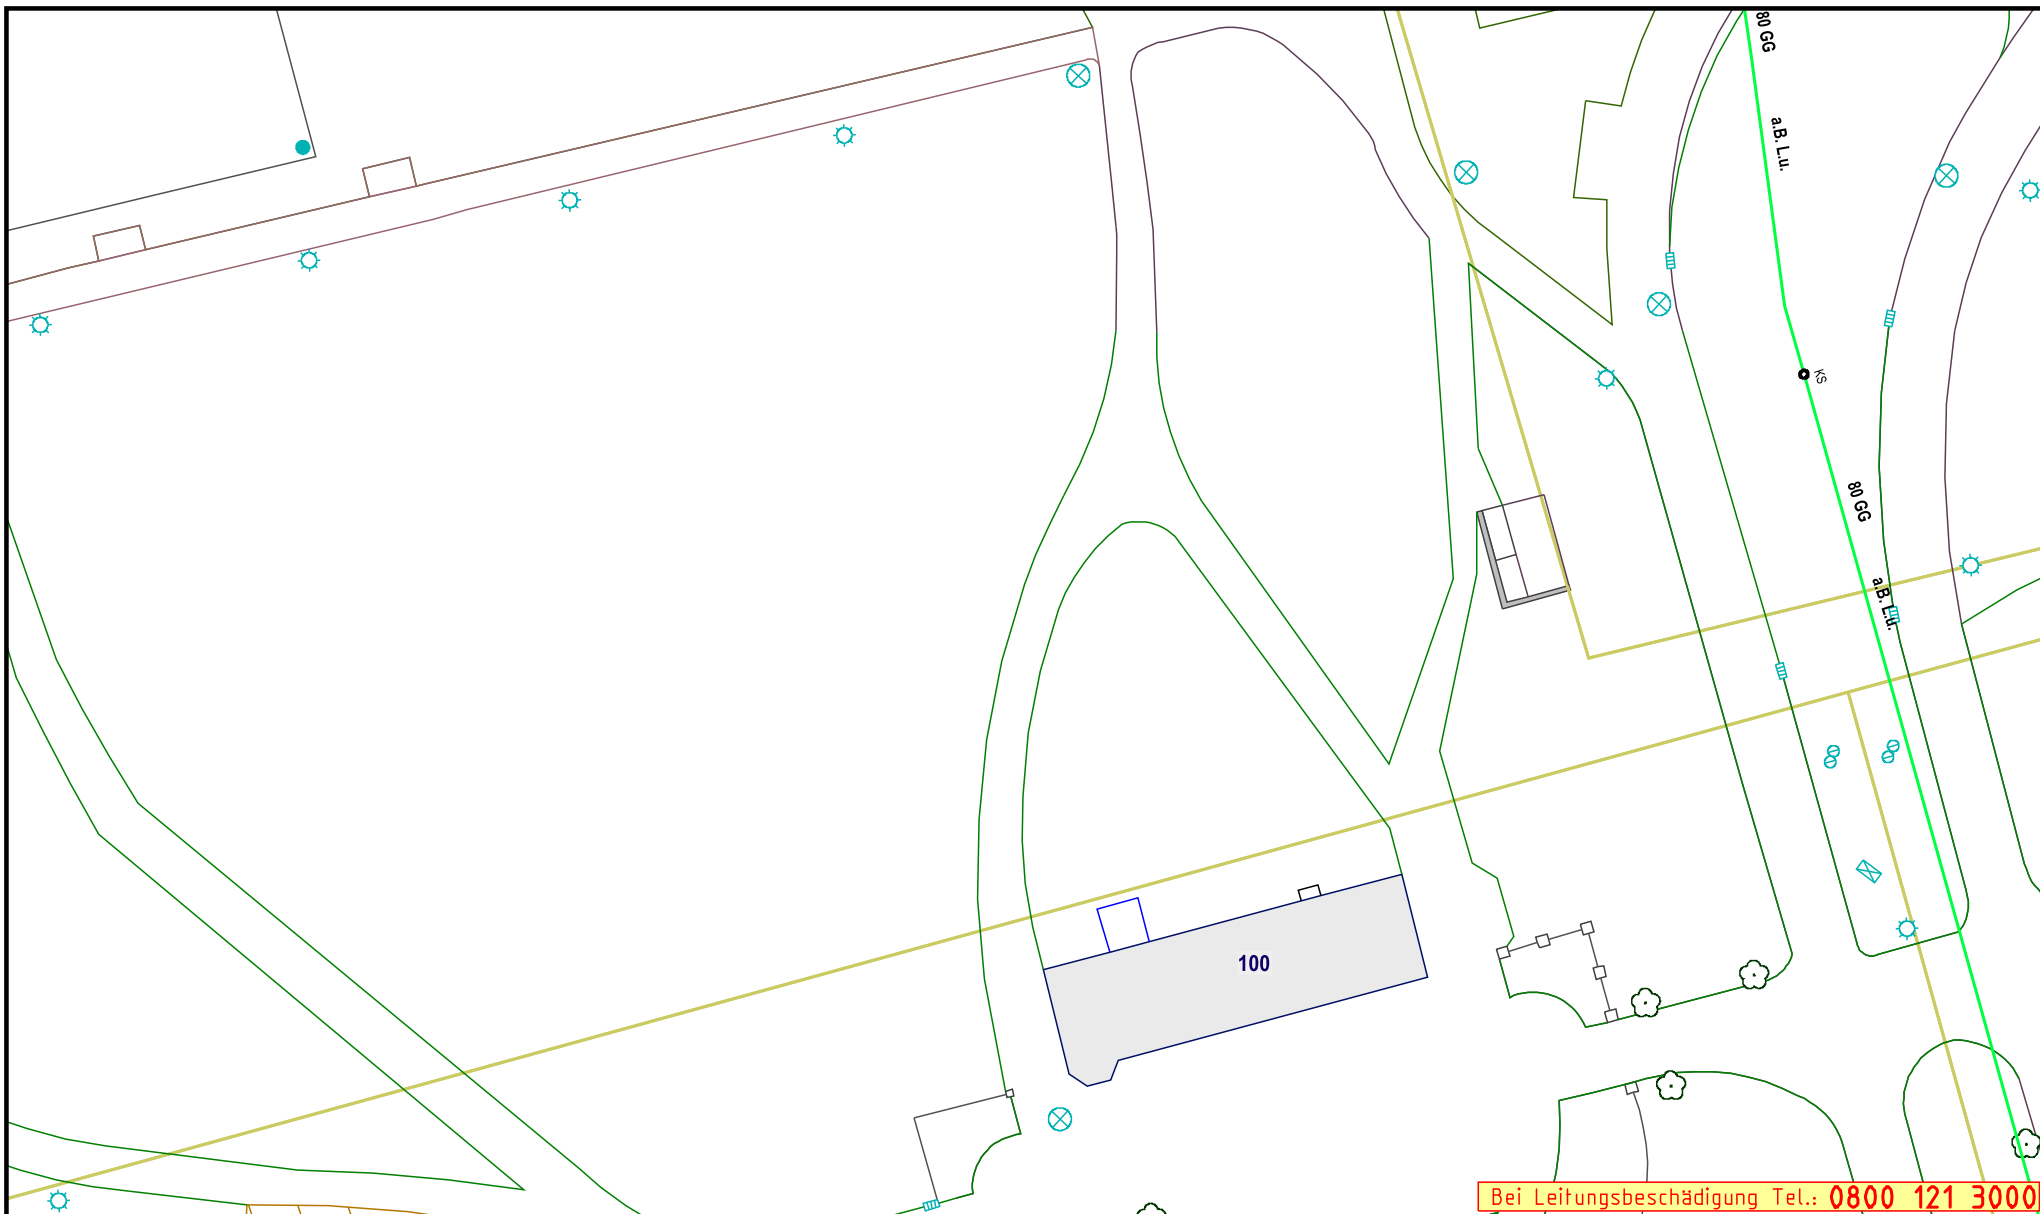 80 GG
a.B. L.u.
KS
80 GG
a.B. L.u.
100
Bei Leitungsbeschädigung Tel.: 0800 121 3000